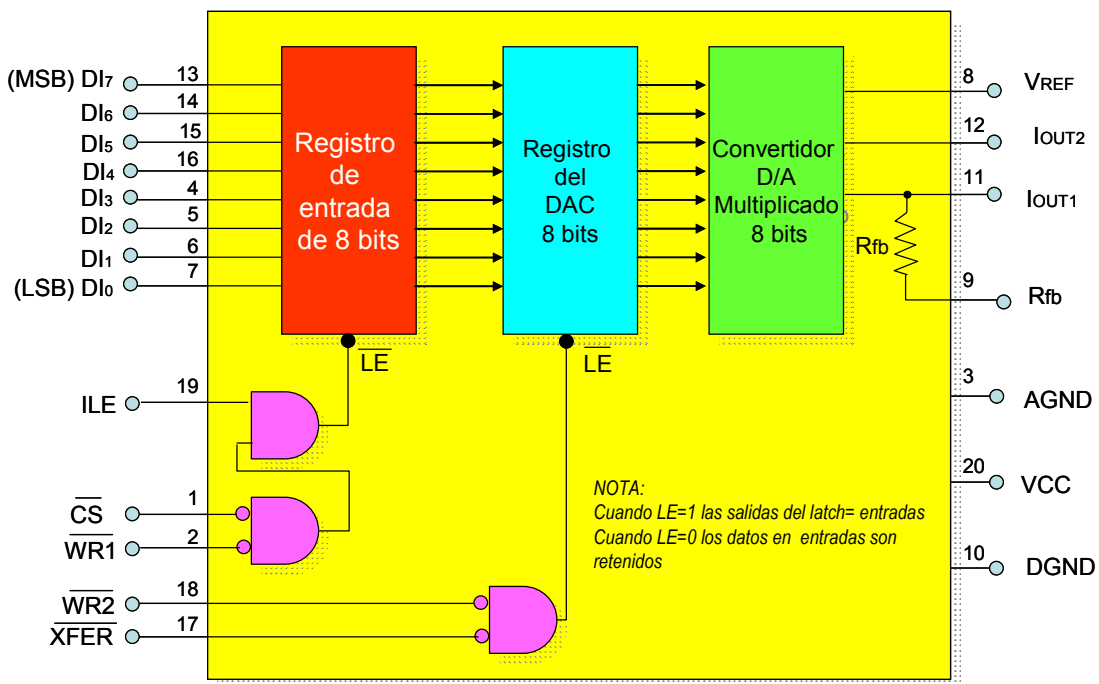 (MSB) DI7 13
DI6 14
DI5 15
DI4 16
DI3 4
DI2 5
DI1 6
(LSB) DI0 7
Registro
de
entrada
de 8 bits
Registro
del
DAC
8 bits
Convertidor
D/A
Multiplicado
8 bits
8 VREF
12 IOUT2
11 IOUT1
Rfb
9 Rfb
LE
LE
ILE 19
3 AGND
20 VCC
10 DGND
CS 1
WR1 2
WR2 18
XFER 17
NOTA:
Cuando LE=1 las salidas del latch= entradas
Cuando LE=0 los datos en entradas son
retenidos